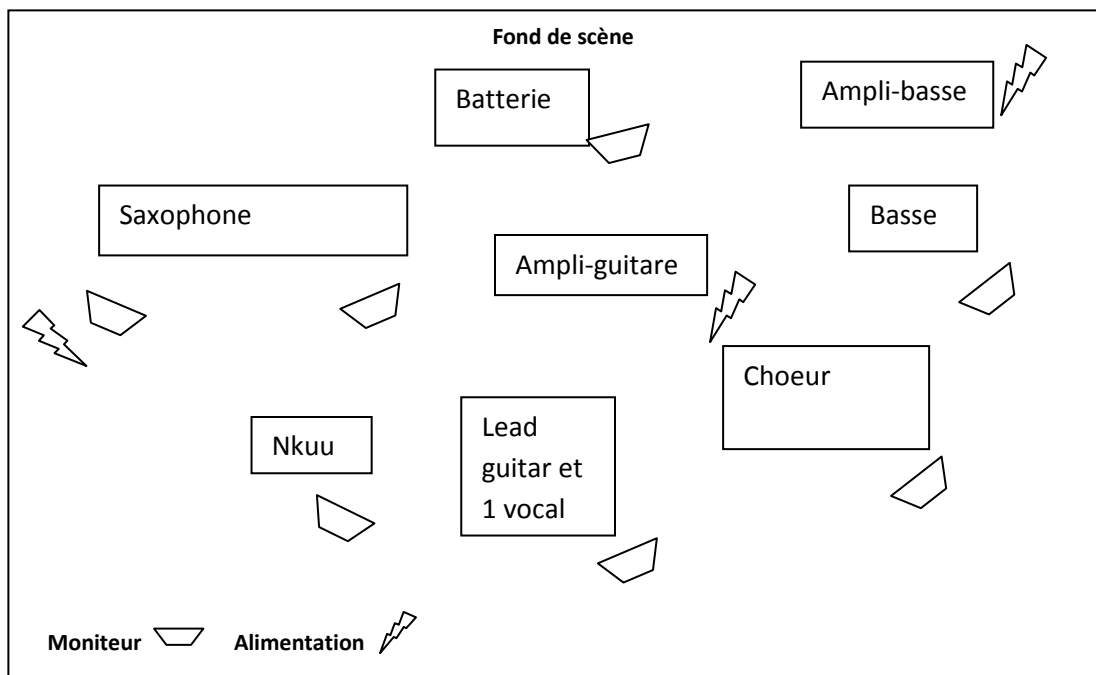 Fond de scène
Batterie
Ampli-basse
Saxophone
Basse
Ampli-guitare
Choeur
Nkuu
Lead
guitar et
1 vocal
Moniteur
Alimentation